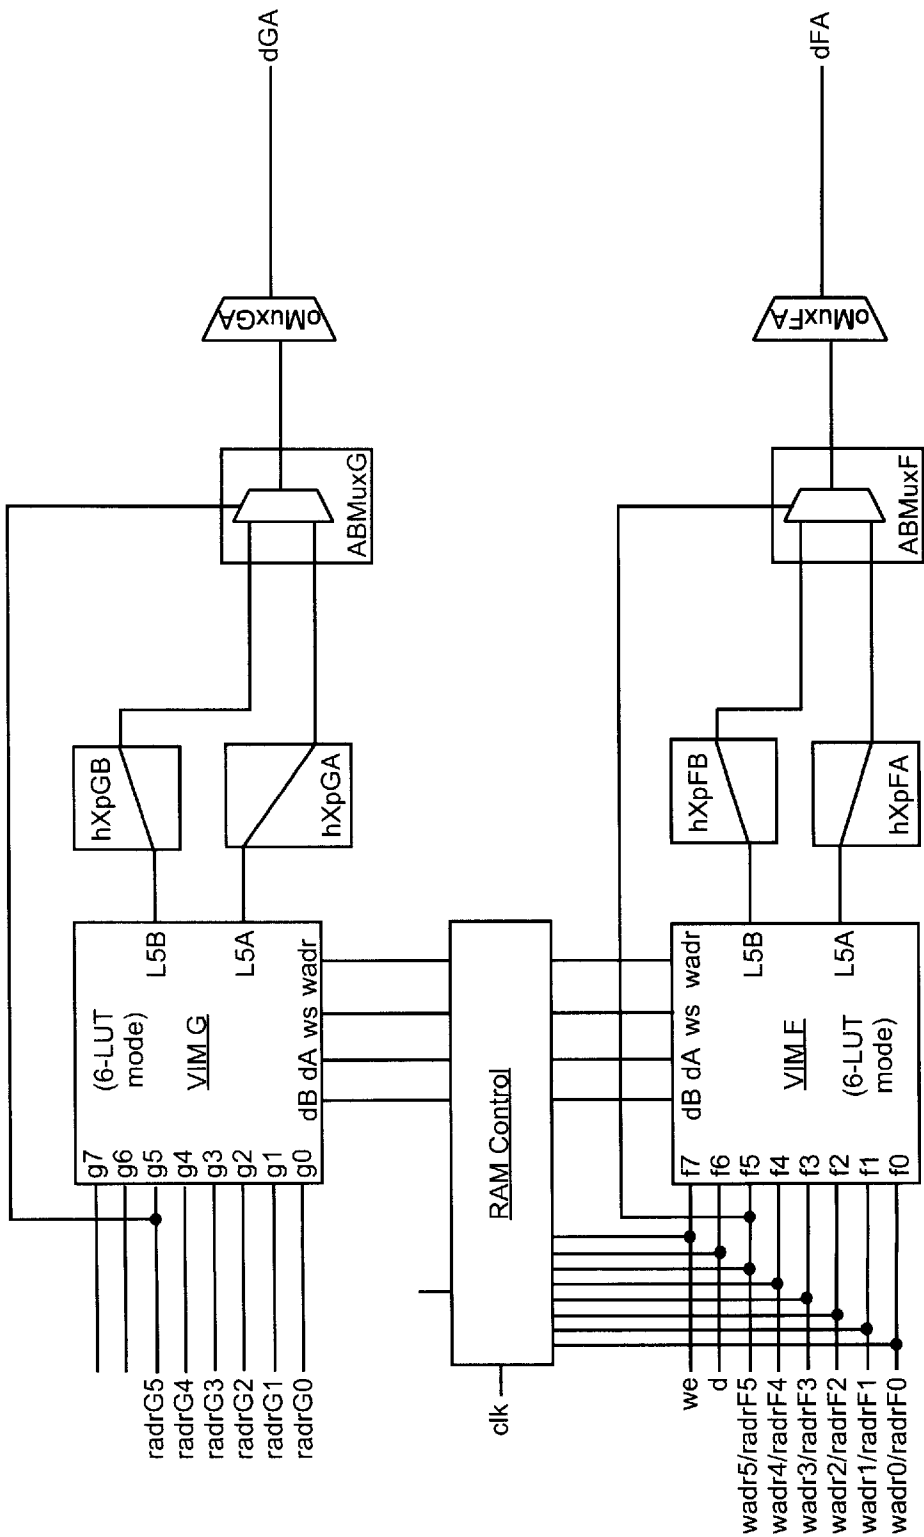 dGA
dFA
oMuxGA
oMuxFA
ABMuxG
ABMuxF
hXpGB
hXpGA
hXpFB
hXpFA
L5B
L5A
(6-LUT
mode)
VIM G
dB dA ws wadr
g7
g6
g5
g4
g3
g2
g1
g0
radrG5
radrG4
radrG3
radrG2
radrG1
radrG0
RAM Control
clk
L5B
L5A
dB dA ws wadr
VIM F
(6-LUT
mode)
f7
f6
f5
f4
f3
f2
f1
f0
we
d
wadr5/radrF5
wadr4/radrF4
wadr3/radrF3
wadr2/radrF2
wadr1/radrF1
wadr0/radrF0